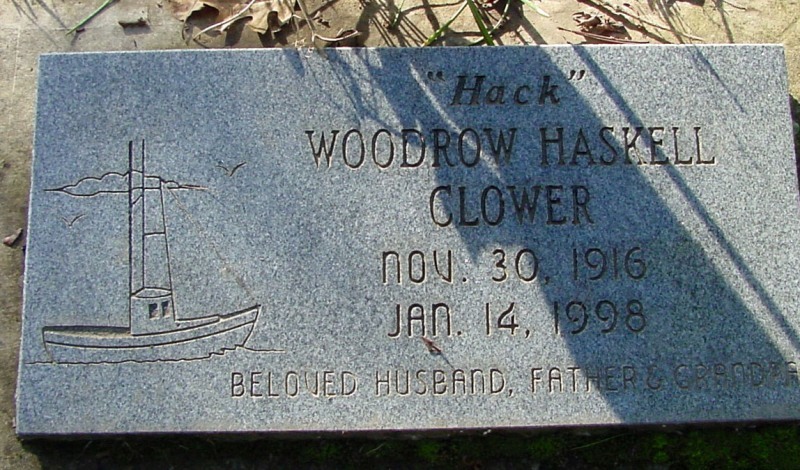 "Hack"
WOODROW HASKELL
CLOWER
NOV. 30, 1916
JAN. 14, 1998
BELOVED HUSBAND, FATHER &